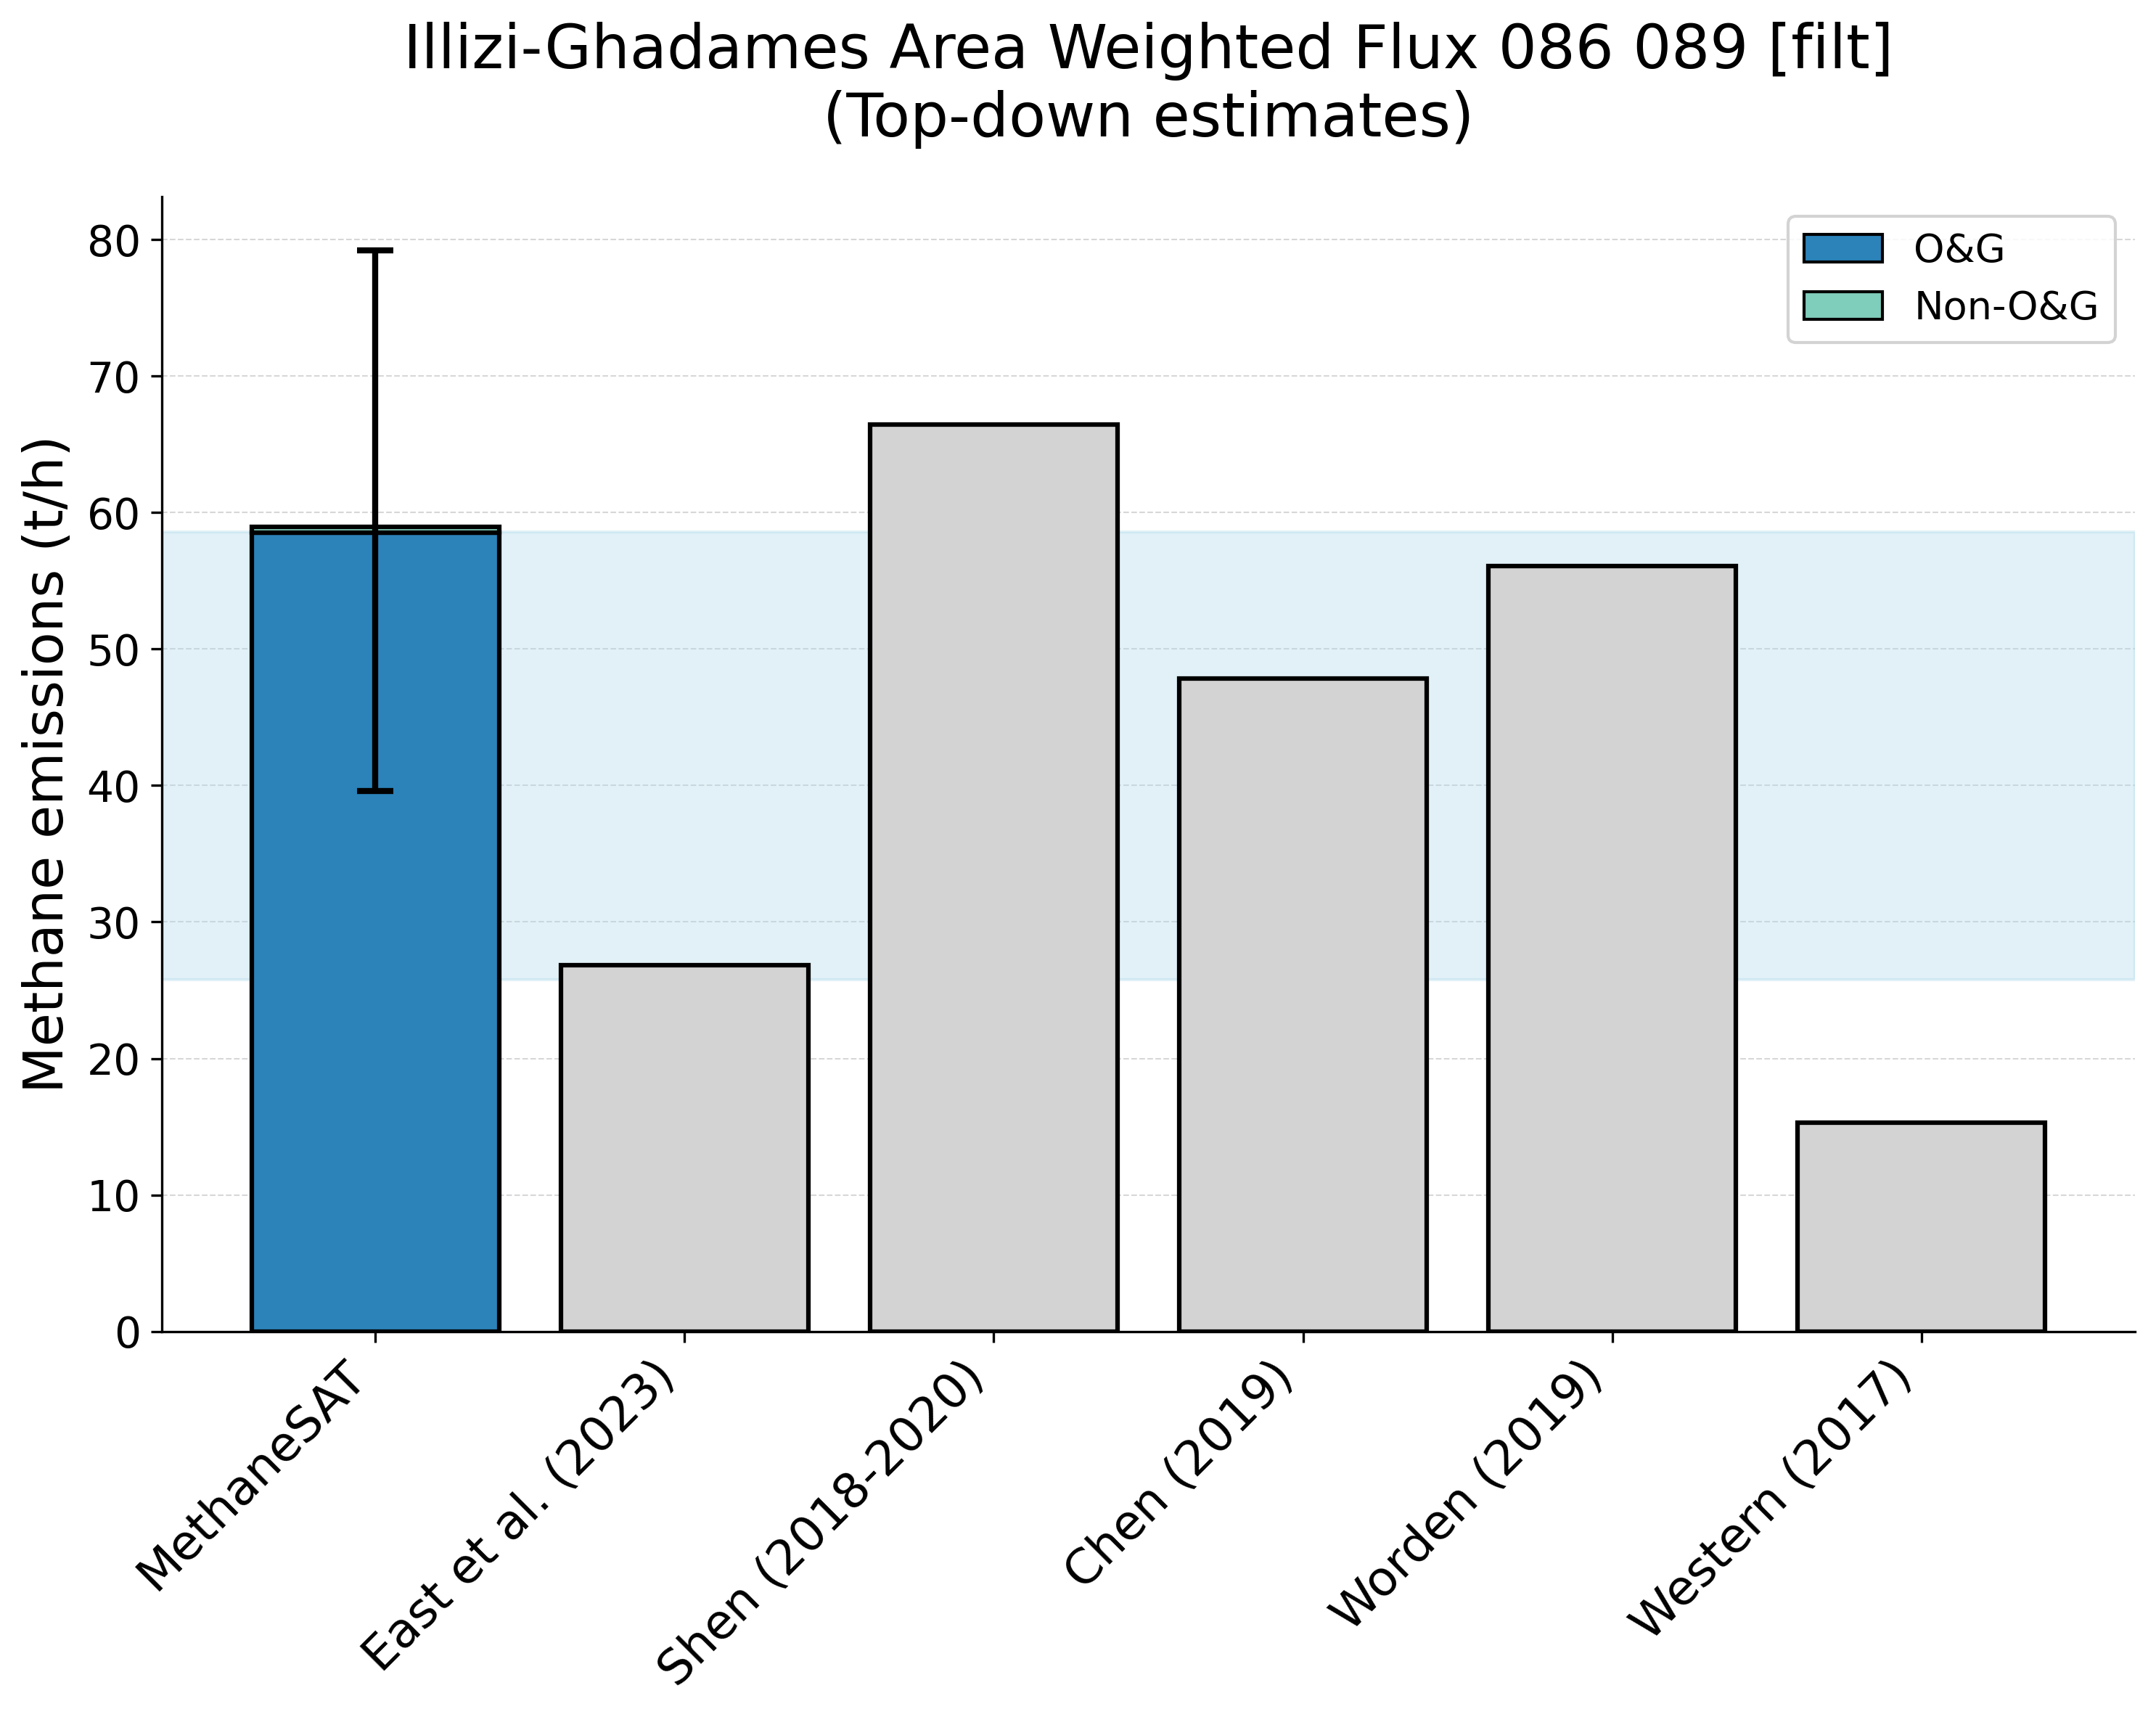 Illizi-Ghadames Area Weighted Flux 086 089 [filt]
(Top-down estimates)
O&G
Non-O&G
Methane emissions (t/h)
80
70
60
50
40
30
20
10
0
MethaneSAT
East et al. (2023)
Shen (2018-2020)
Chen (2019)
Worden (2019)
Western (2017)